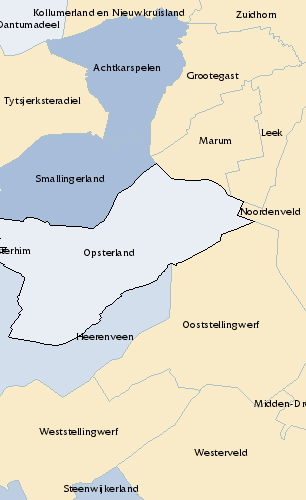 Kollumerland en Nieuwkruisland
Zuidhorn
Dantumadeel
Achtkarspelen
Grootegast
Tytsjerksteradiel
Leek
Marum
Smallingerland
Noordenveld
erhim
Opsterland
Ooststellingwerf
Heerenveen
Midden-Dr
Weststellingwerf
Westerveld
Steenwijkerland